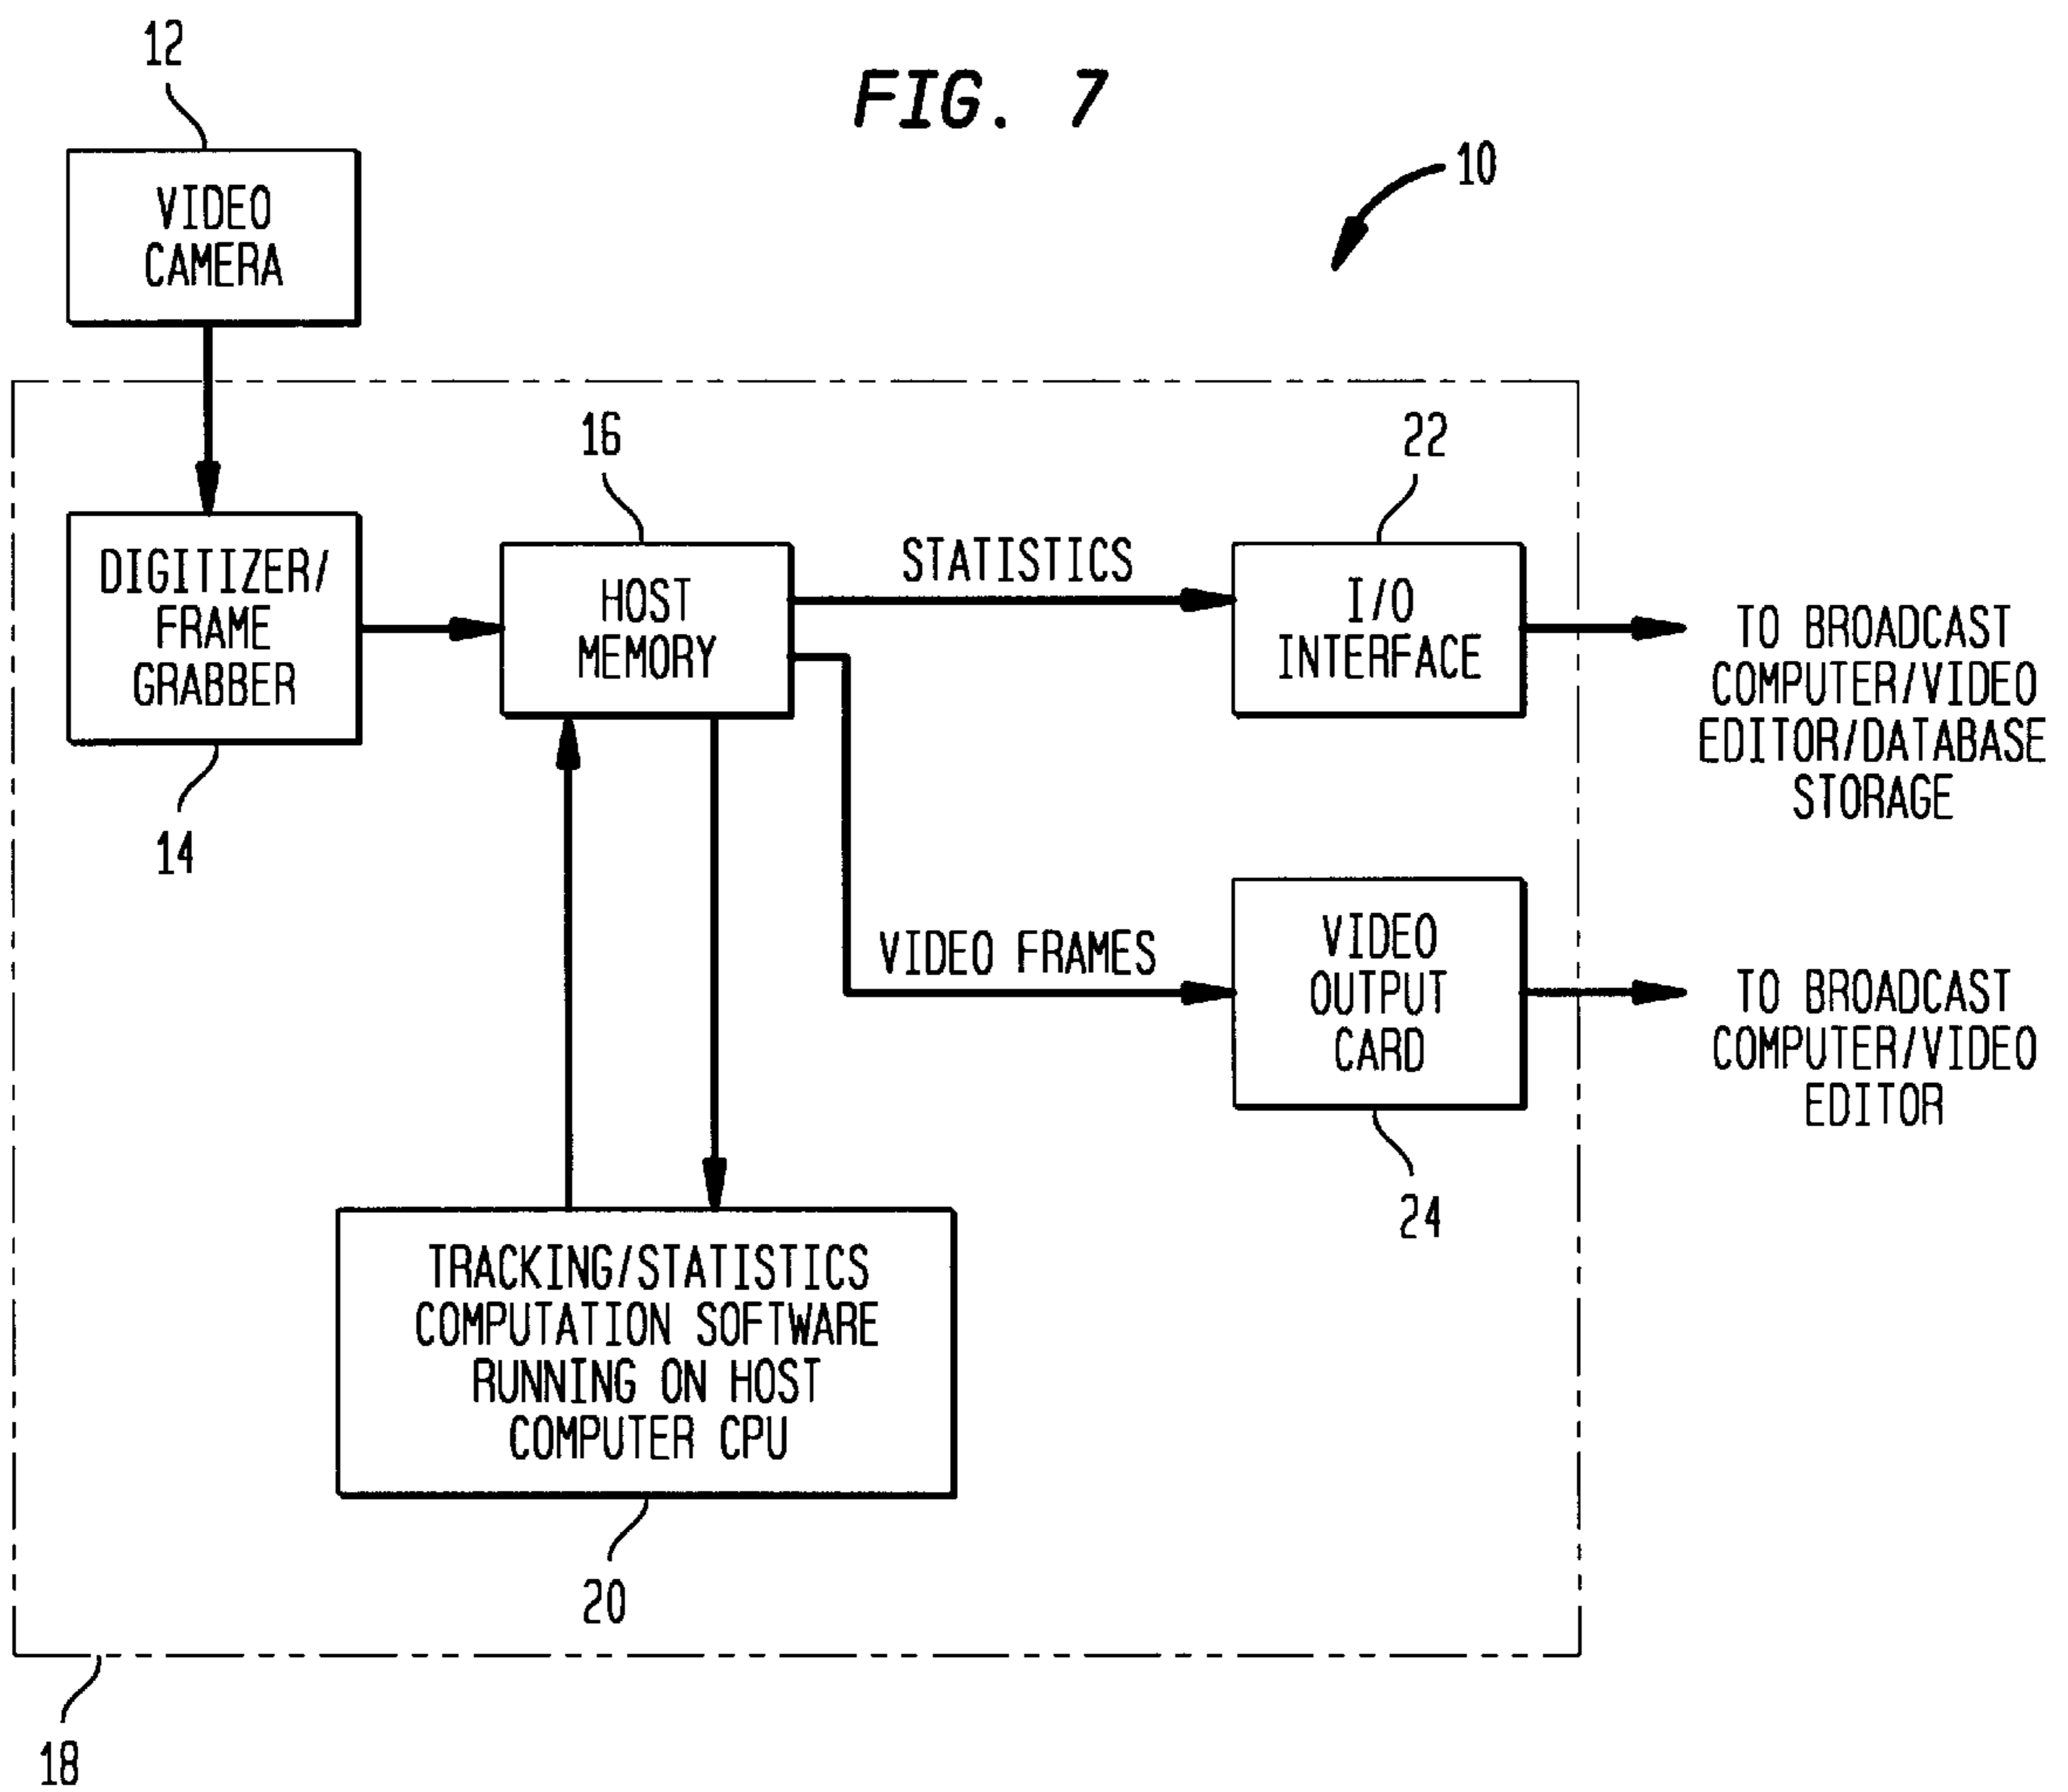 12
FIG. 7
10
VIDEO
CAMERA
16
22
DIGITIZER/
FRAME
GRABBER
HOST
MEMORY
STATISTICS
I/O
INTERFACE
TO BROADCAST
COMPUTER/VIDEO
EDITOR/DATABASE
STORAGE
14
VIDEO FRAMES
VIDEO
OUTPUT
CARD
TO BROADCAST
COMPUTER/VIDEO
EDITOR
24
TRACKING/STATISTICS
COMPUTATION SOFTWARE
RUNNING ON HOST
COMPUTER CPU
20
18